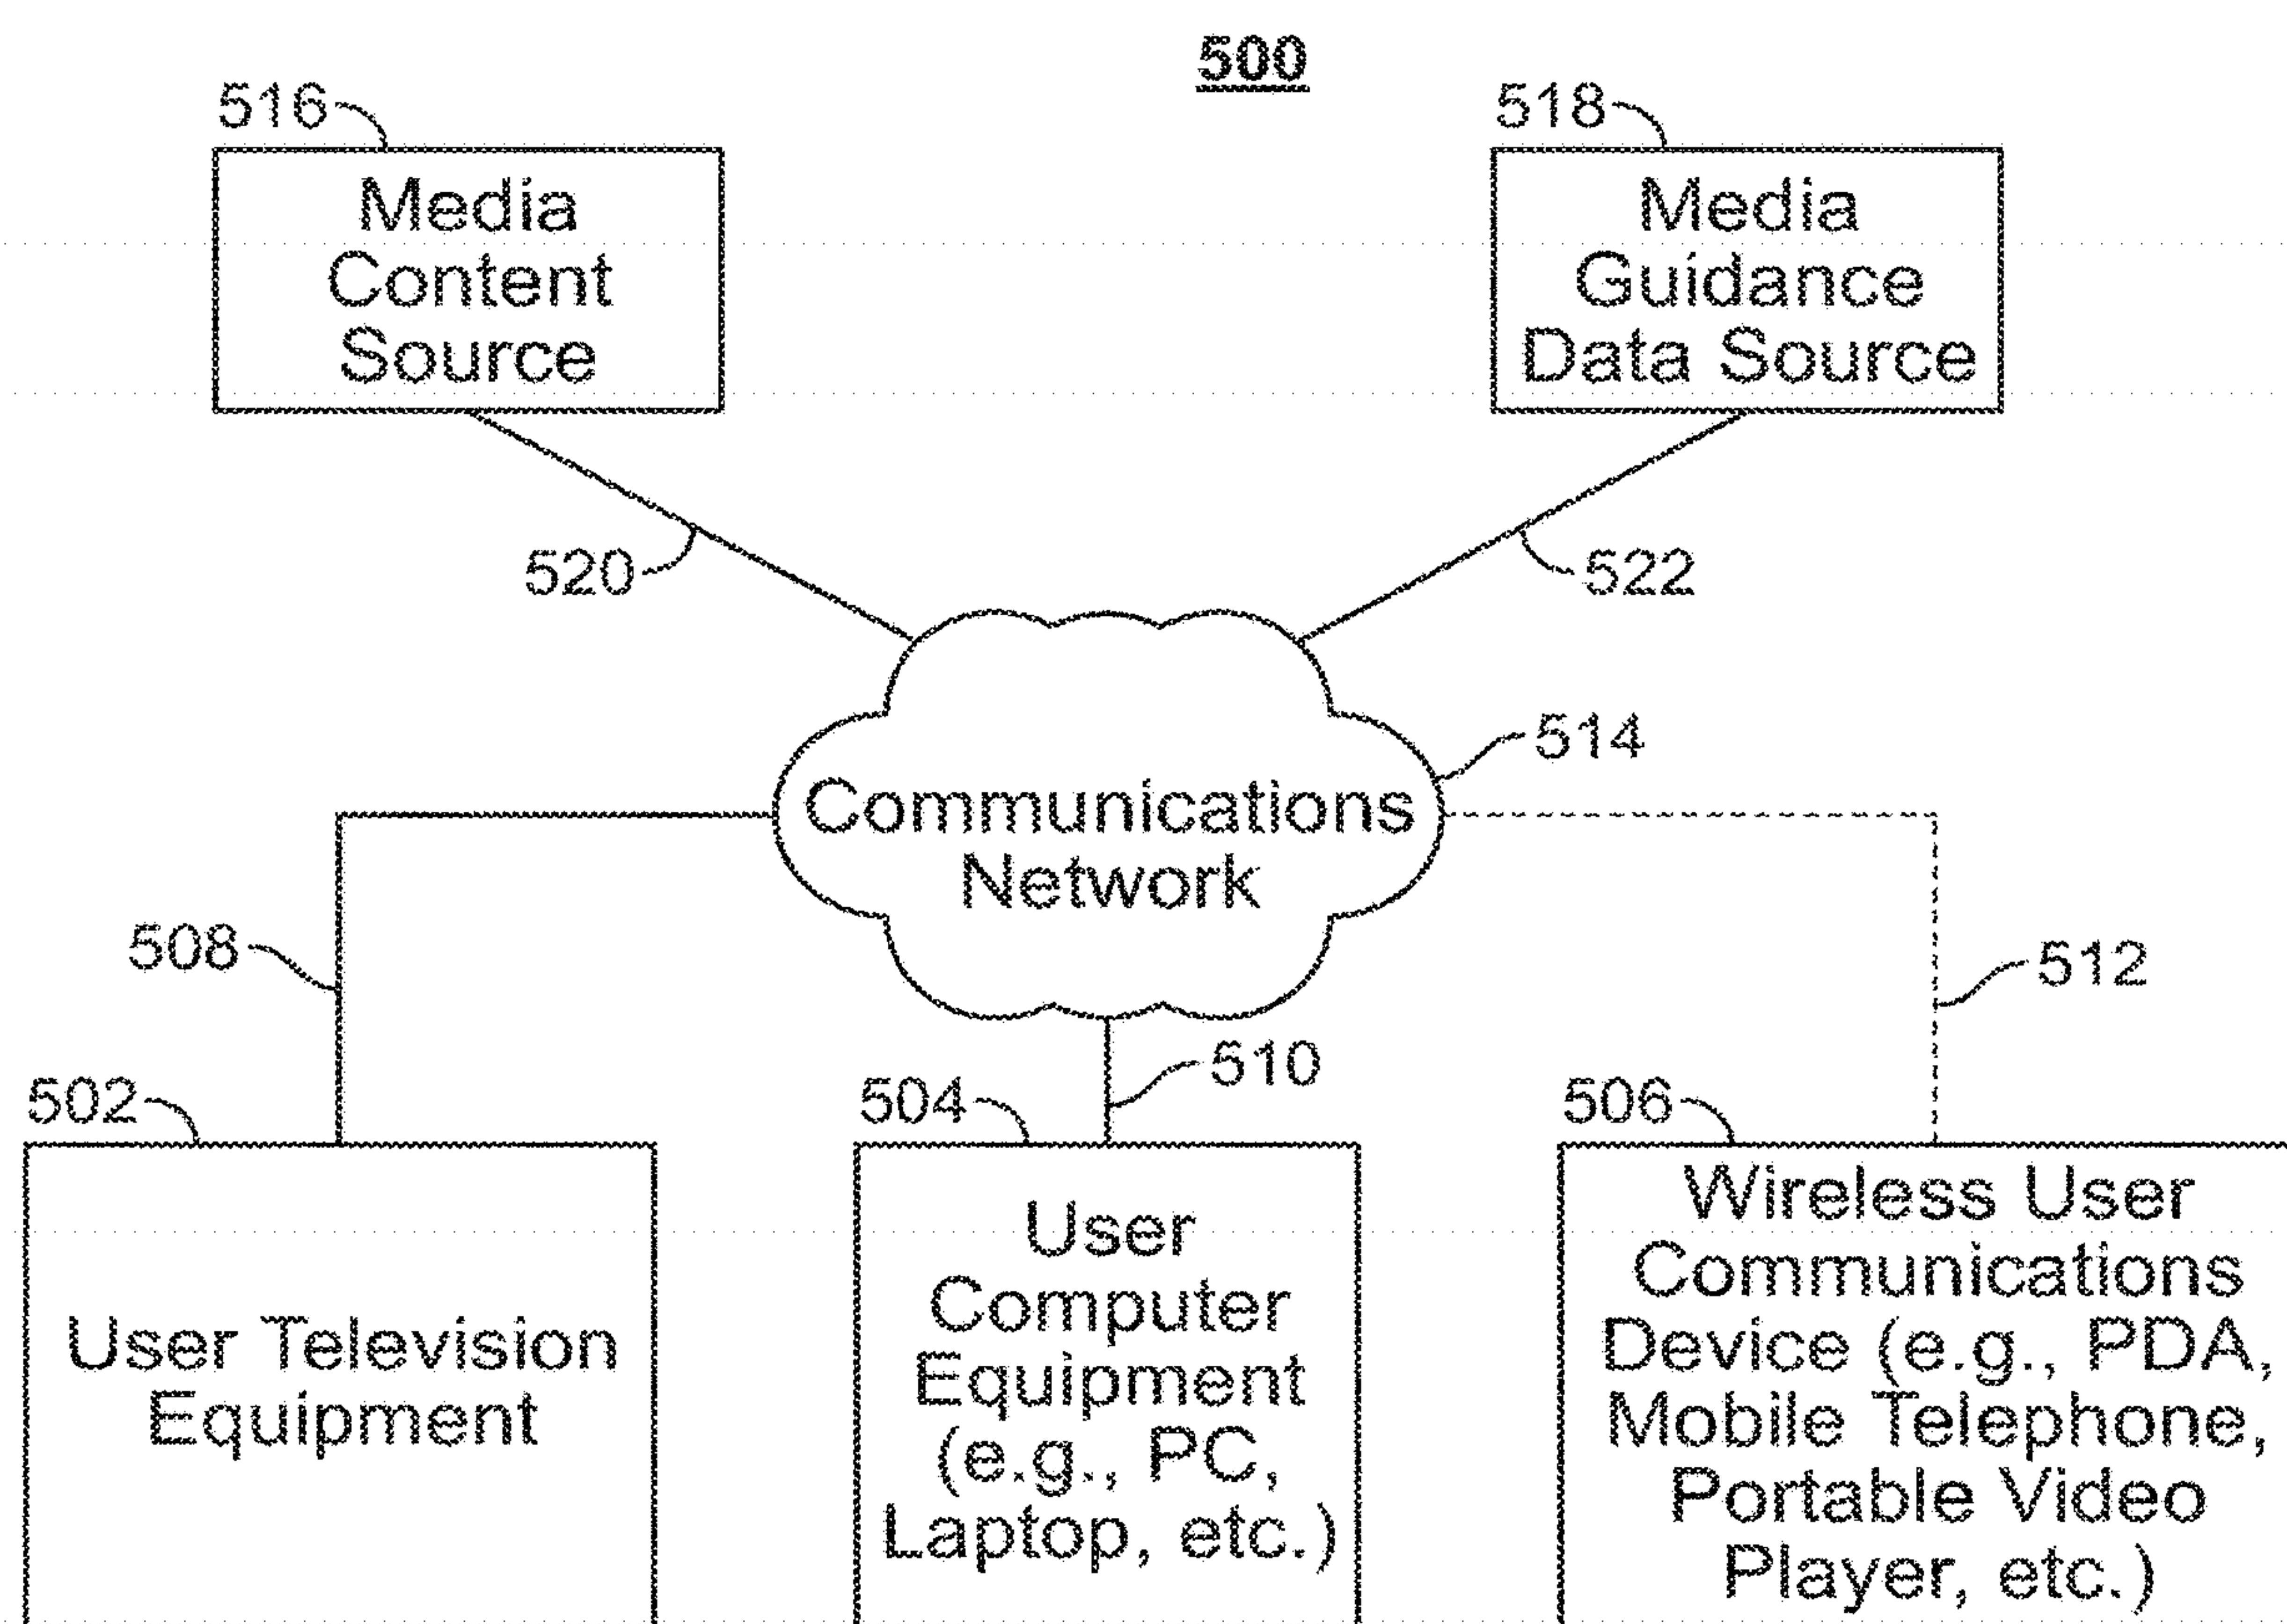 500
516
518
Media
Content
Source
Media
Guidance
Data Source
520
522
514
Communications
Network
508
512
510
502
504
506
User Television
Equipment
User
Computer
Equipment
(e.g., PC,
Laptop, etc.)
Wireless User
Communications
Device (e.g., PDA,
Mobile Telephone,
Portable Video
Player, etc.)